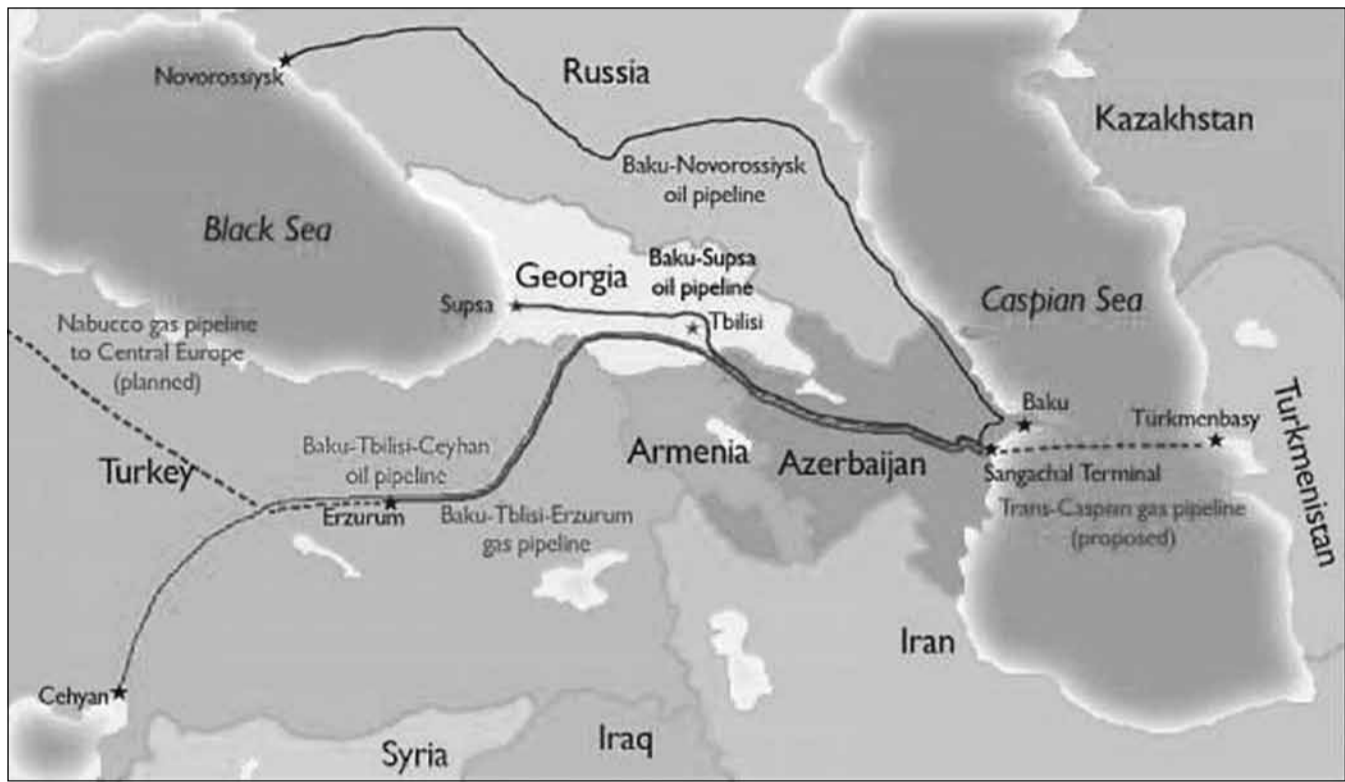 Novorossiysk
Russia
Kazakhstan
Baku-Novorossiysk
oil pipeline
Black Sea
Georgia
Baku-Supsa
oil pipeline
Caspian Sea
Supsa
Tbilisi
Nabucco gas pipeline
to Central Europe
(planned)
Baku
Türkmenbasy
Turkmenistan
Baku-Tbilisi-Ceyhan
oil pipeline
Armenia
Azerbaijan
Turkey
Sangachal Terminal
Erzurum
Baku-Tblisi-Erzurum
gas pipeline
Trans-Caspian gas pipeline
(proposed)
Iran
Cehyan
Syria
Iraq